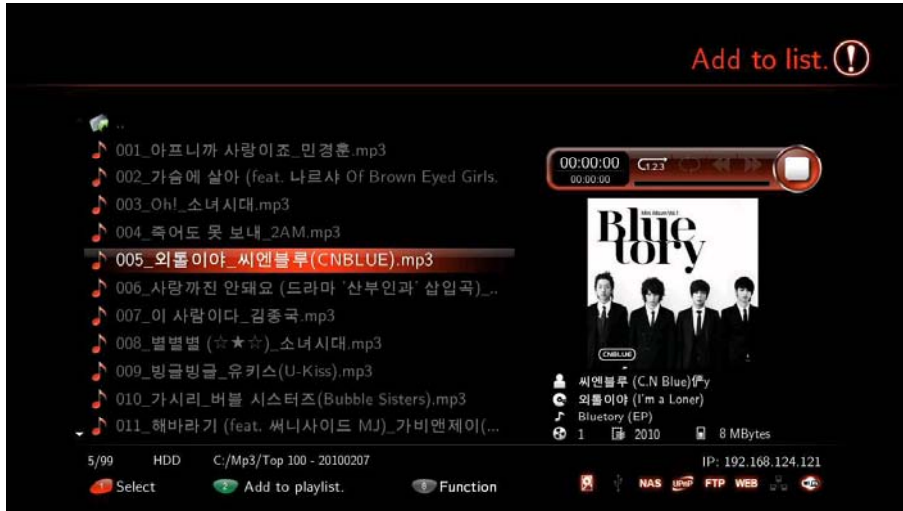 Add to list.
..
001_아프니까 사랑이죠_민경훈.mp3
002_가슴에 살아 (feat. 나르샤 Of Brown Eyed Girls.
003_Oh!_소녀시대.mp3
004_죽어도 못 보내_2AM.mp3
005_외톨이야_씨엔블루(CNBLUE).mp3
006_사랑까진 안돼요 (드라마 '산부인과' 삽입곡)_..
007_이 사람이다_김종국.mp3
008_별별별 (☆★☆)_소녀시대.mp3
009_빙글빙글_유키스(U-Kiss).mp3
010_가시리_버블 시스터즈(Bubble Sisters).mp3
011_해바라기 (feat. 써니사이드 MJ)_가비앤제이(...
00:00:00
00:00:00
123
Mini Album Vol.1
Blue
tory
CNBLUE
씨엔블루 (C.N Blue)
외톨이야 (I'm a Loner)
Bluetory (EP)
1 2010 8 MBytes
5/99 HDD C:/Mp3/Top 100 - 20100207 IP: 192.168.124.121
1 Select 2 Add to playlist. Function
NAS UPnP FTP WEB